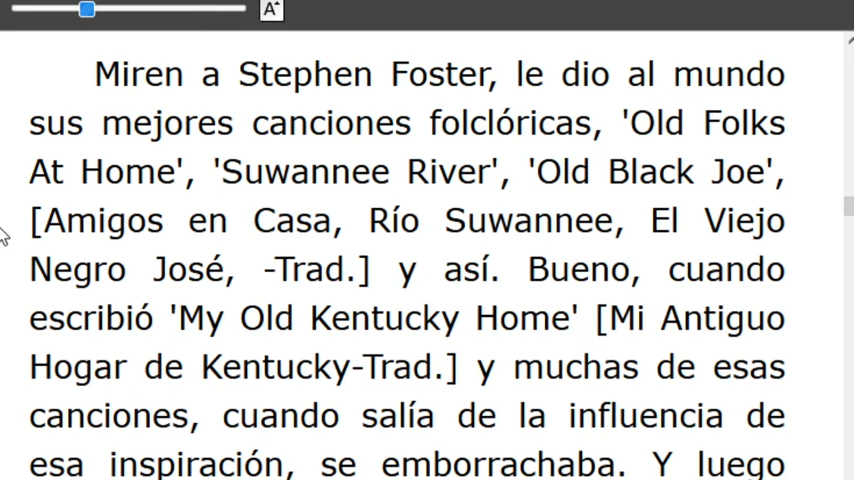 A
Miren a Stephen Foster, le dio al mundo
sus mejores canciones folclóricas, 'Old Folks
At Home', 'Suwannee River', 'Old Black Joe',
[Amigos en Casa, Río Suwannee, El Viejo
Negro José, -Trad.] y así. Bueno, cuando
escribió 'My Old Kentucky Home' [Mi Antiguo
Hogar de Kentucky-Trad.] y muchas de esas
canciones, cuando salía de la influencia de
esa inspiración, se emborrachaba. Y luego